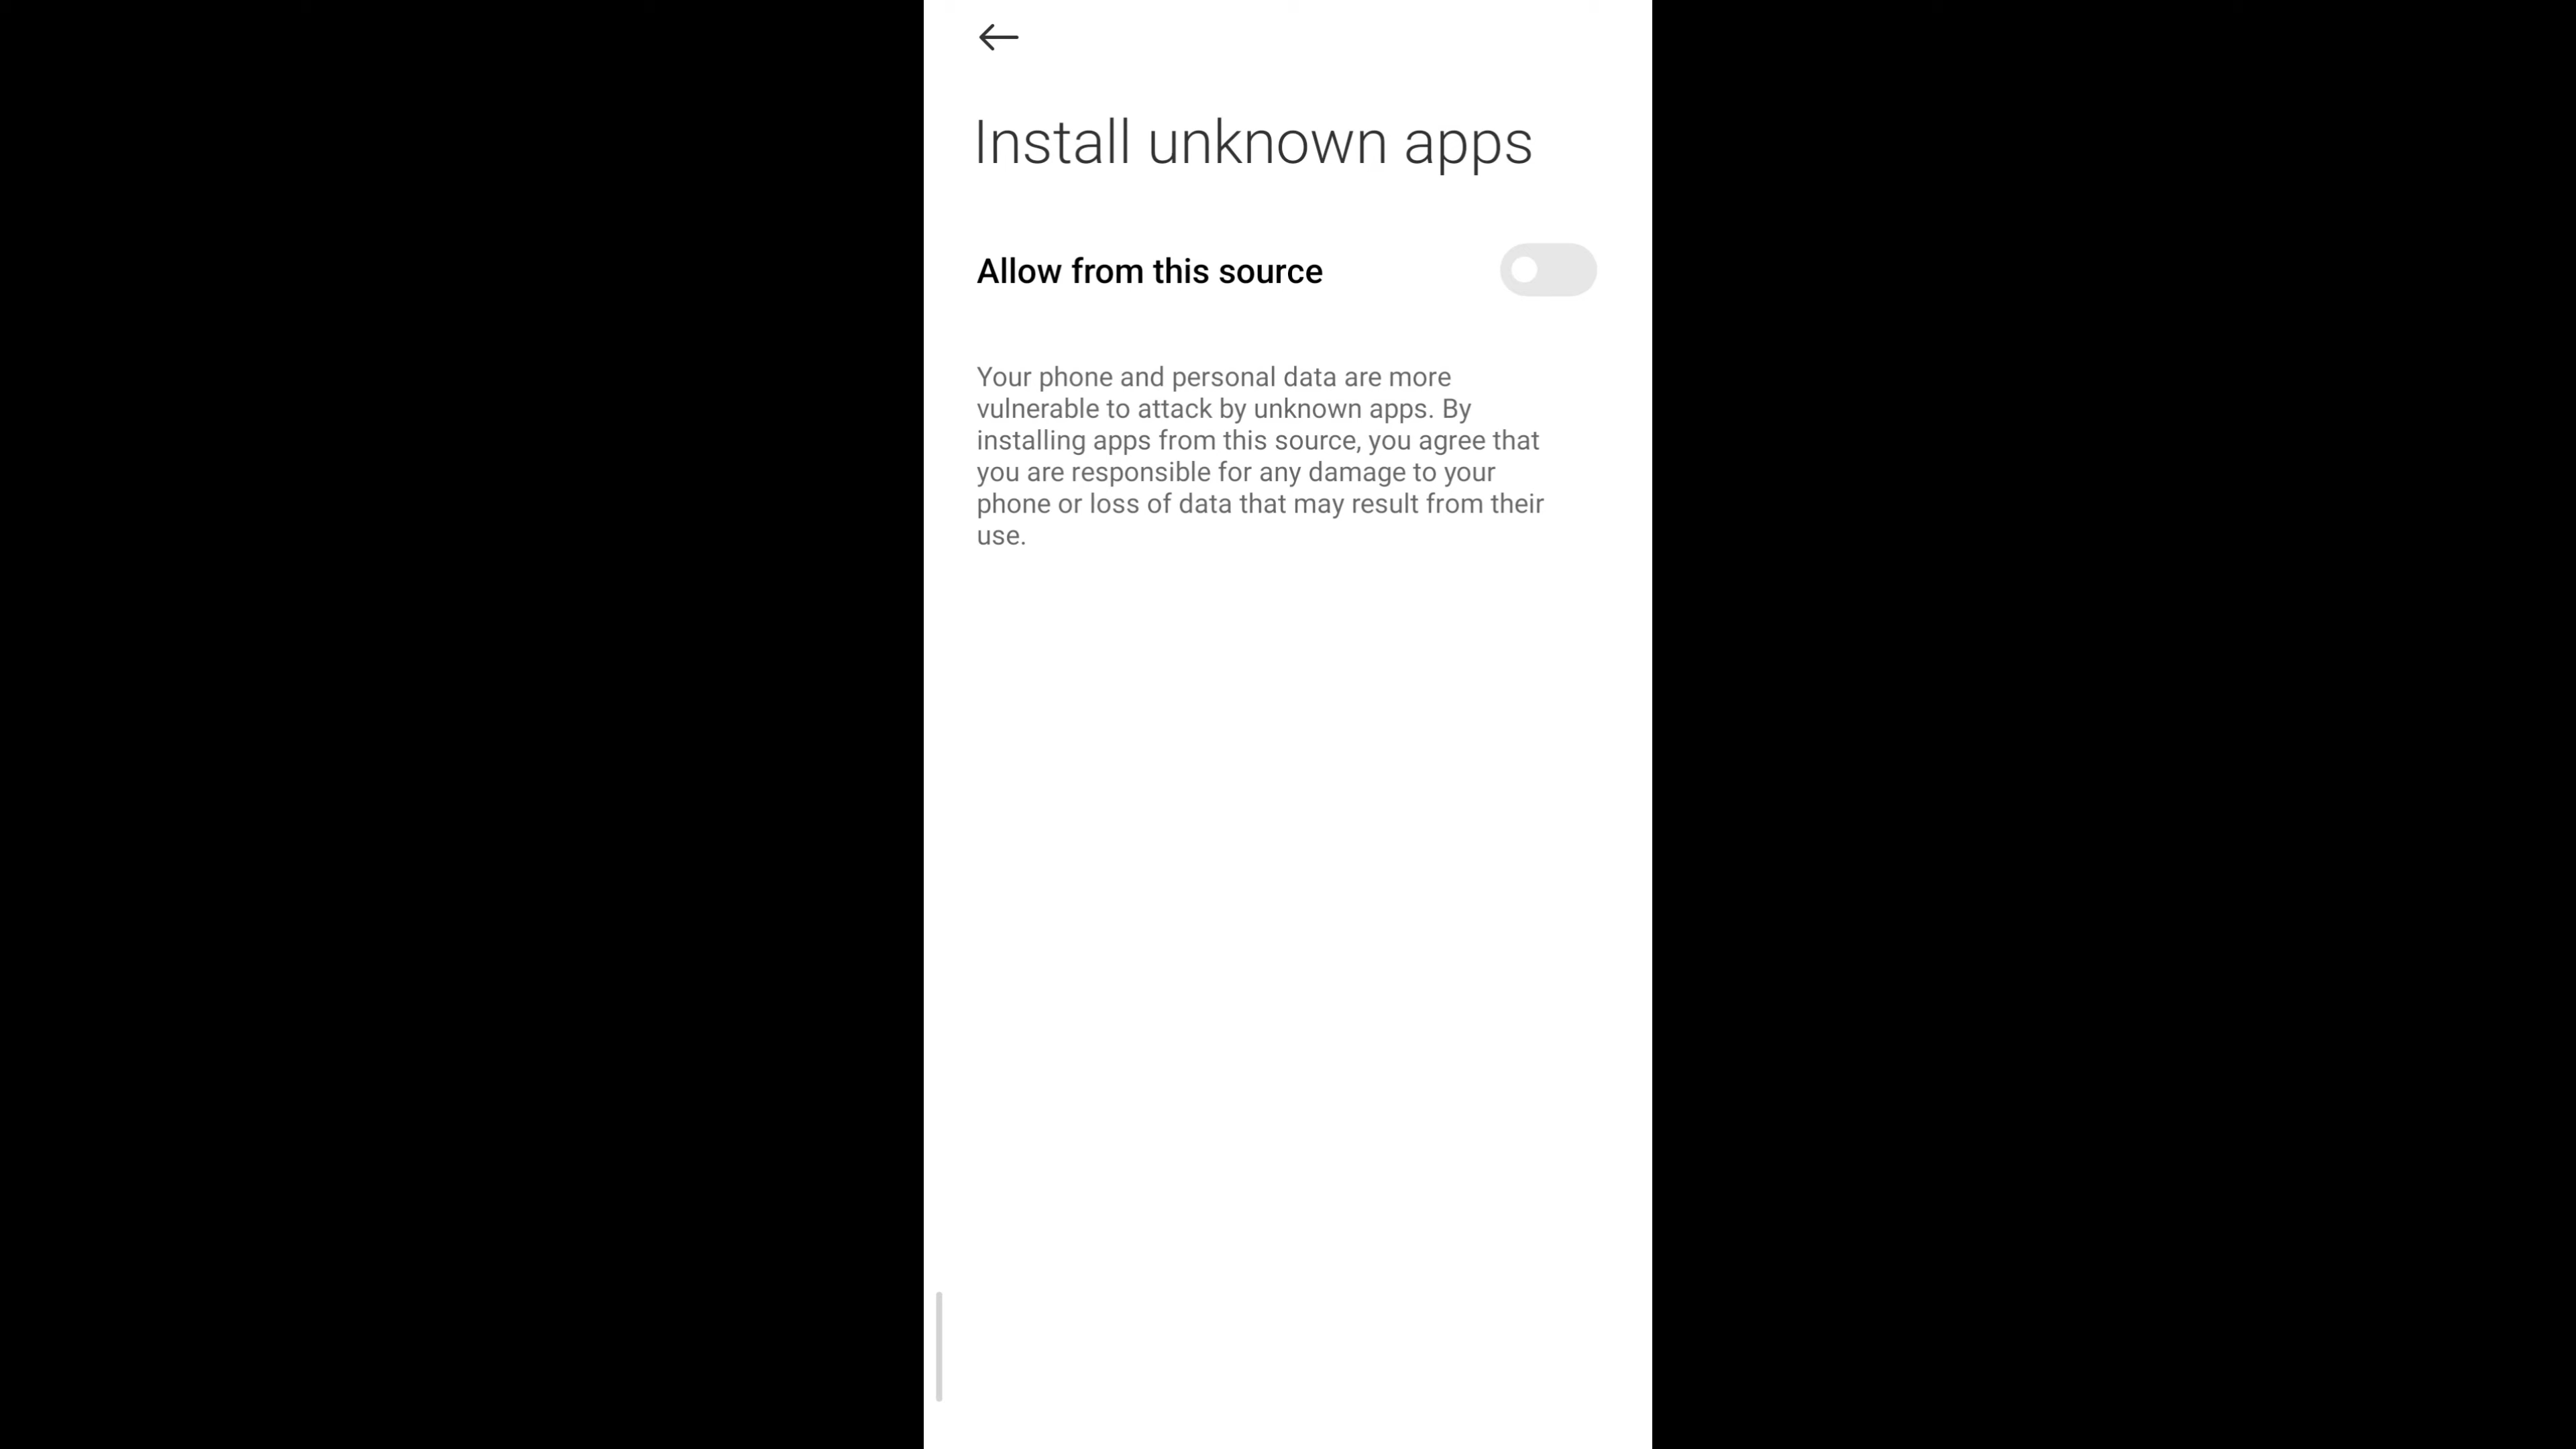 Install unknown apps
Allow from this source
Your phone and personal data are more
vulnerable to attack by unknown apps. By
installing apps from this source, you agree that
you are responsible for any damage to your
phone or loss of data that may result from their
use.